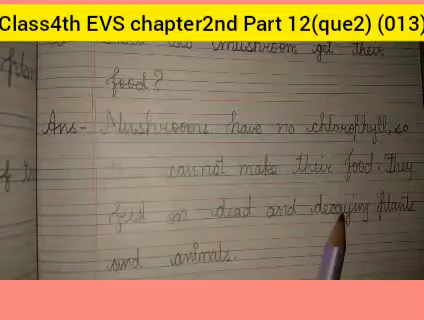 Class4th EVS chapter2nd Part 12(que2) (013)
mushroom get their
food?
Ans- Mushrooms have no chlorophyll, so
cannot make their food. They
feed on dead and decaying plants
and animals.